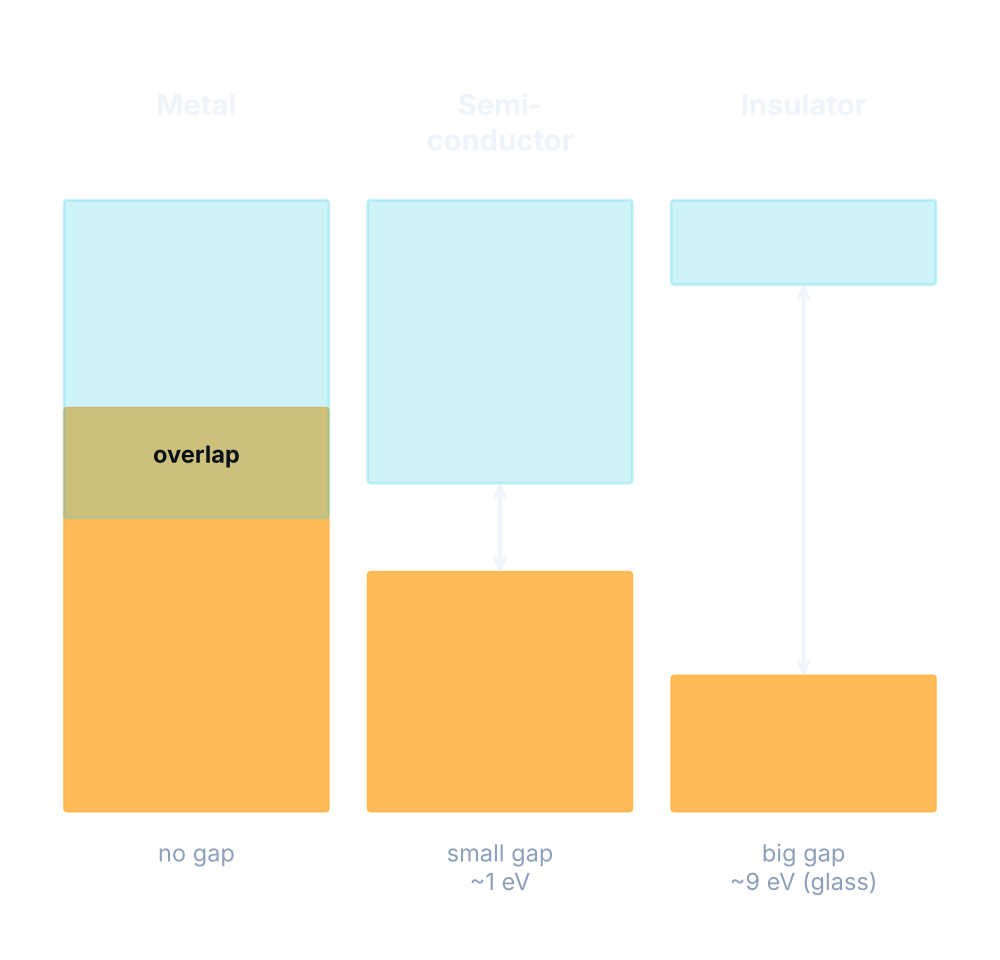 Metal
Semi-
conductor
Insulator
overlap
no gap
small gap
~1 eV
big gap
~9 eV (glass)